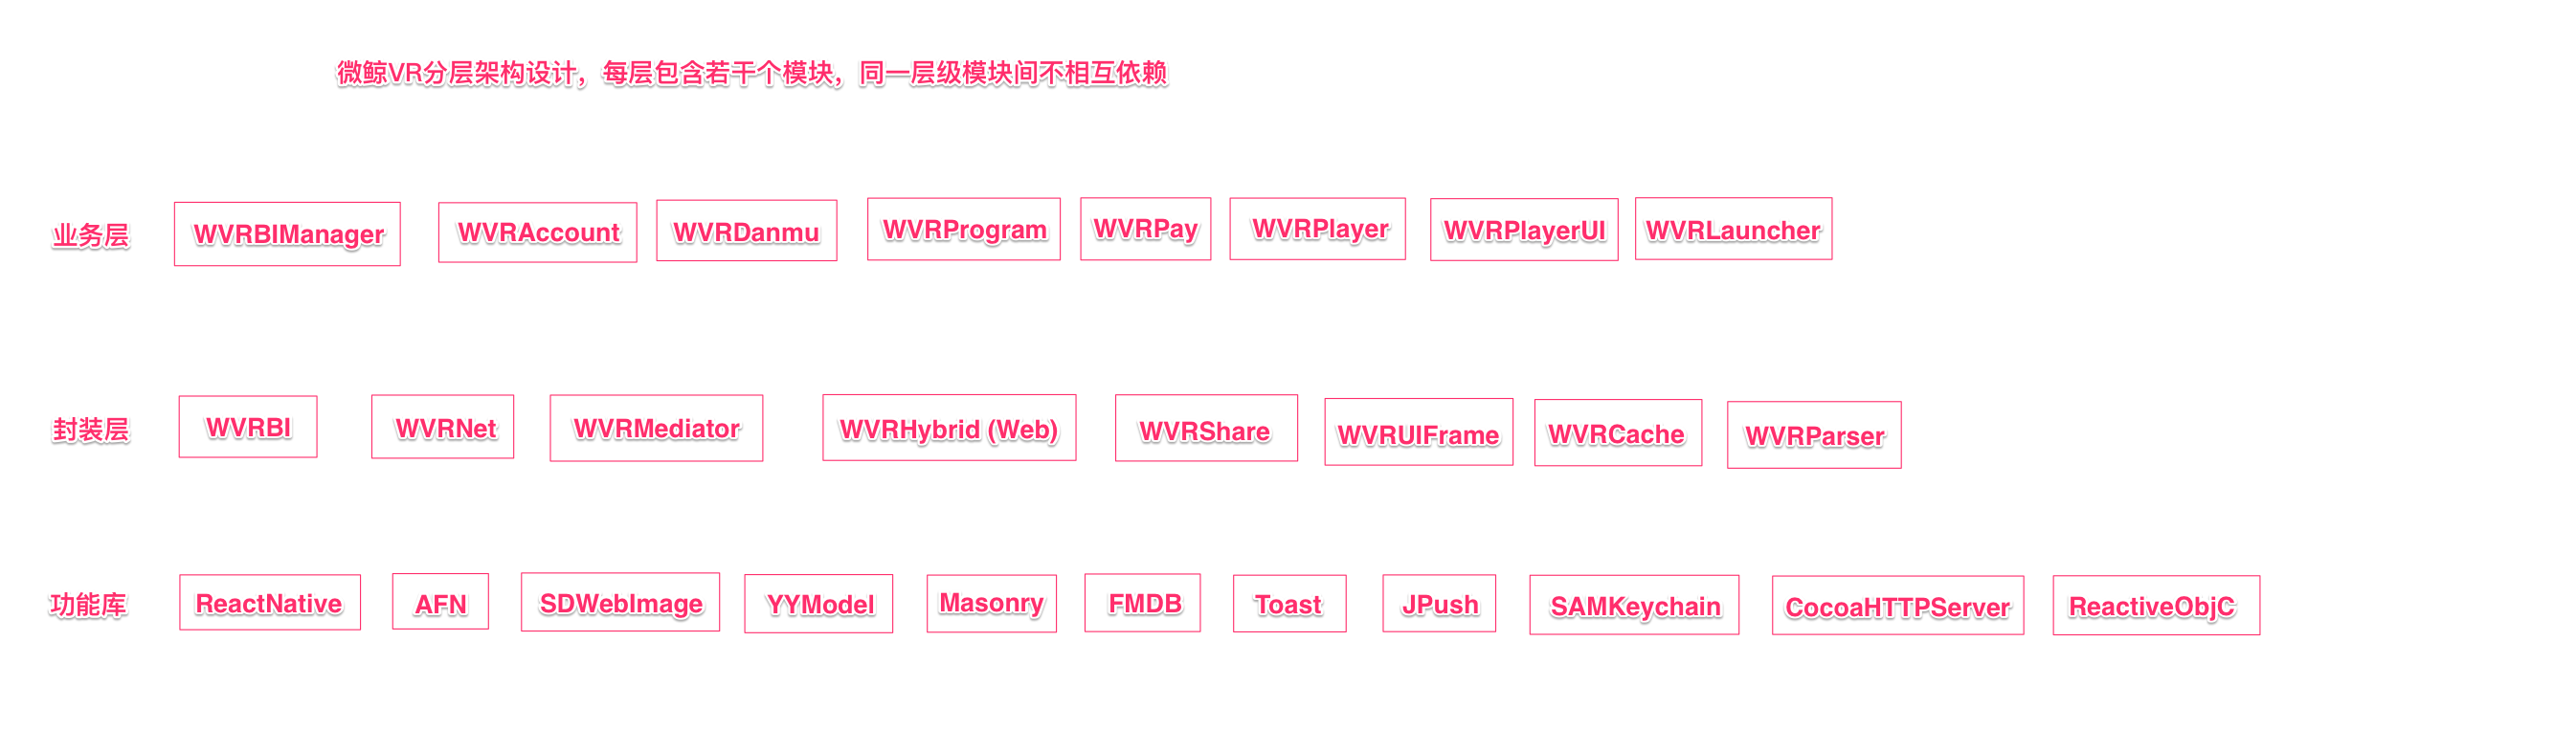 微鲸VR分层架构设计，每层包含若干个模块，同一层级模块间不相互依赖
业务层 WVRBIManager WVRAccount WVRDanmu WVRProgram WVRPay WVRPlayer WVRPlayerUI WVRLauncher
封装层 WVRBI WVRNet WVRMediator WVRHybrid (Web) WVRShare WVRUIFrame WVRCache WVRParser
功能库 ReactNative AFN SDWebImage YYModel Masonry FMDB Toast JPush SAMKeychain CocoaHTTPServer ReactiveObjC